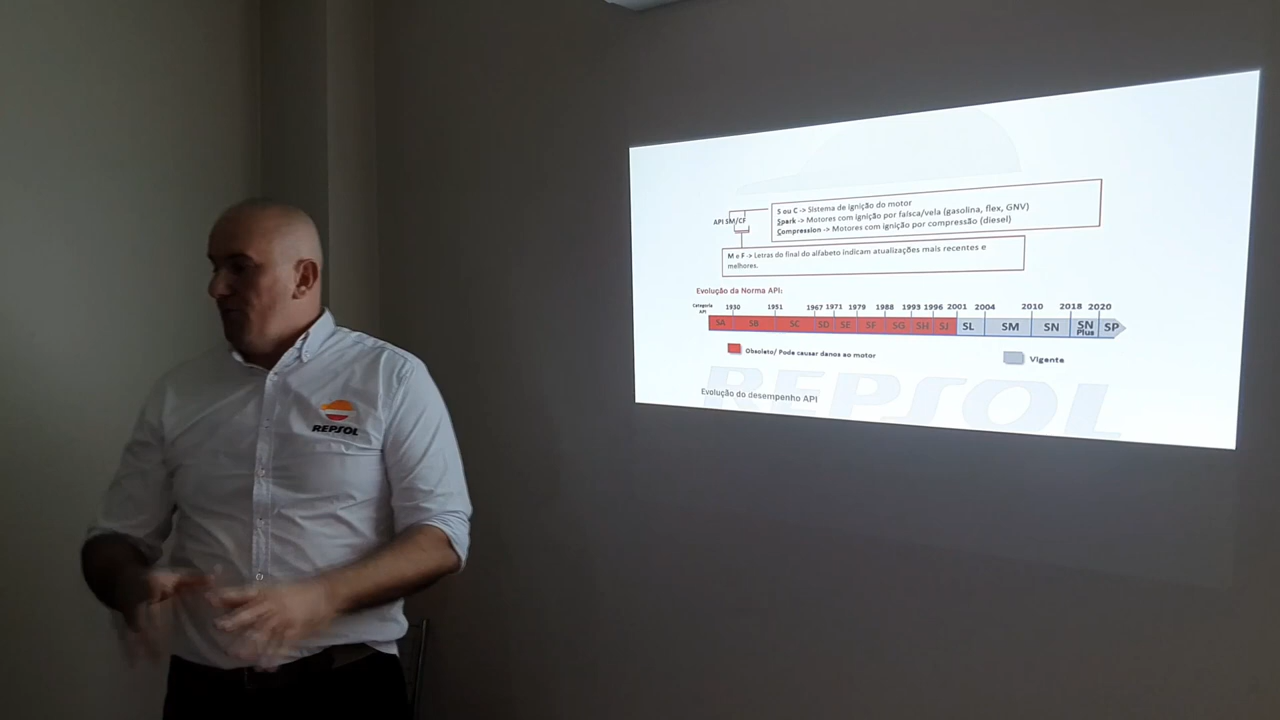 REPSOL
API SM/CF
S ou C -> Sistema de ignição do motor
Spark -> Motores com ignição por faísca/vela (gasolina, flex, GNV)
Compression -> Motores com ignição por compressão (diesel)
M e F -> Letras do final do alfabeto indicam atualizações mais recentes e
melhores.
Evolução da Norma API:
Categoria
API
1930 1951 1967 1971 1979 1988 1993 1996 2001 2004 2010 2018 2020
SA SB SC SD SE SF SG SH SJ SL SM SN SN Plus SP
Obsoleto/ Pode causar danos ao motor
Vigente
Evolução do desempenho API
REPSOL